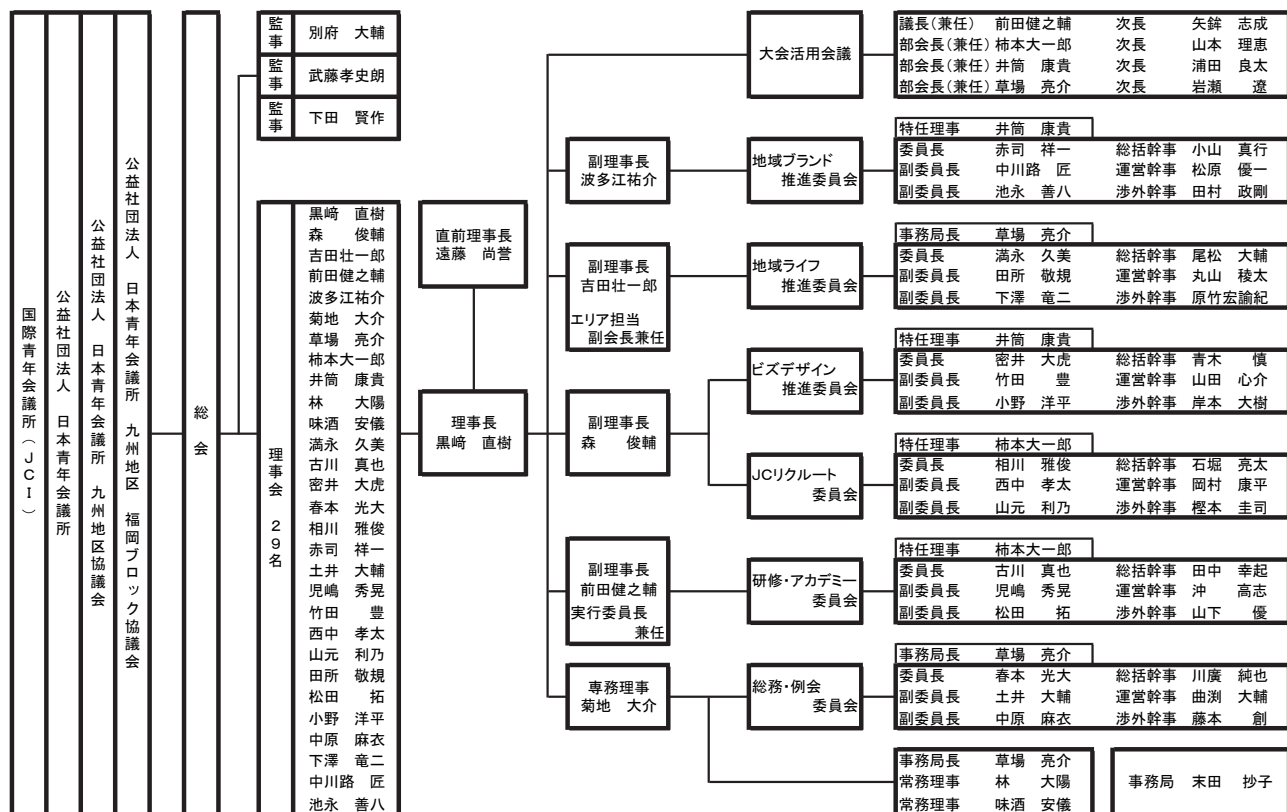 国際青年会議所（ＪＣＩ）
公益社団法人　日本青年会議所
公益社団法人　日本青年会議所　九州地区協議会
公益社団法人　日本青年会議所　九州地区　福岡ブロック協議会
総会
監事　別府　大輔
監事　武藤孝史朗
監事　下田　賢作
理事会　２９名
黒﨑　直樹
森　　俊輔
吉田壮一郎
前田健之輔
波多江祐介
菊地　大介
草場　亮介
柿本大一郎
井筒　康貴
林　　大陽
味酒　安儀
満永　久美
古川　真也
密井　大虎
春本　光大
相川　雅俊
赤司　祥一
土井　大輔
児嶋　秀晃
竹田　　豊
西中　孝太
山元　利乃
田所　敬規
松田　　拓
小野　洋平
中原　麻衣
下澤　竜二
中川路　匠
池永　善八
直前理事長
遠藤　尚誉
理事長
黒﨑　直樹
大会活用会議
議長（兼任）　前田健之輔　次長　矢鉾　志成
部会長（兼任）　柿本大一郎　次長　山本　理恵
部会長（兼任）　井筒　康貴　次長　浦田　良太
部会長（兼任）　草場　亮介　次長　岩瀬　　遼
副理事長
波多江祐介
地域ブランド
推進委員会
特任理事　井筒　康貴
委員長　赤司　祥一　総括幹事　小山　真行
副委員長　中川路　匠　運営幹事　松原　優一
副委員長　池永　善八　渉外幹事　田村　政剛
副理事長
吉田壮一郎
エリア担当
副会長兼任
地域ライフ
推進委員会
事務局長　草場　亮介
委員長　満永　久美　総括幹事　尾松　大輔
副委員長　田所　敬規　運営幹事　丸山　稜太
副委員長　下澤　竜二　渉外幹事　原竹宏諭紀
副理事長
森　　俊輔
ビズデザイン
推進委員会
特任理事　井筒　康貴
委員長　密井　大虎　総括幹事　青木　　慎
副委員長　竹田　　豊　運営幹事　山田　心介
副委員長　小野　洋平　渉外幹事　岸本　大樹
JCリクルート
委員会
特任理事　柿本大一郎
委員長　相川　雅俊　総括幹事　石堀　亮太
副委員長　西中　孝太　運営幹事　岡村　康平
副委員長　山元　利乃　渉外幹事　樫本　圭司
副理事長
前田健之輔
実行委員長
兼任
研修・アカデミー
委員会
特任理事　柿本大一郎
委員長　古川　真也　総括幹事　田中　幸起
副委員長　児嶋　秀晃　運営幹事　沖　　高志
副委員長　松田　　拓　渉外幹事　山下　　優
専務理事
菊地　大介
総務・例会
委員会
事務局長　草場　亮介
委員長　春本　光大　総括幹事　川廣　純也
副委員長　土井　大輔　運営幹事　曲渕　大輔
副委員長　中原　麻衣　渉外幹事　藤本　　創
事務局長　草場　亮介
常務理事　林　　大陽
常務理事　味酒　安儀
事務局　末田　抄子